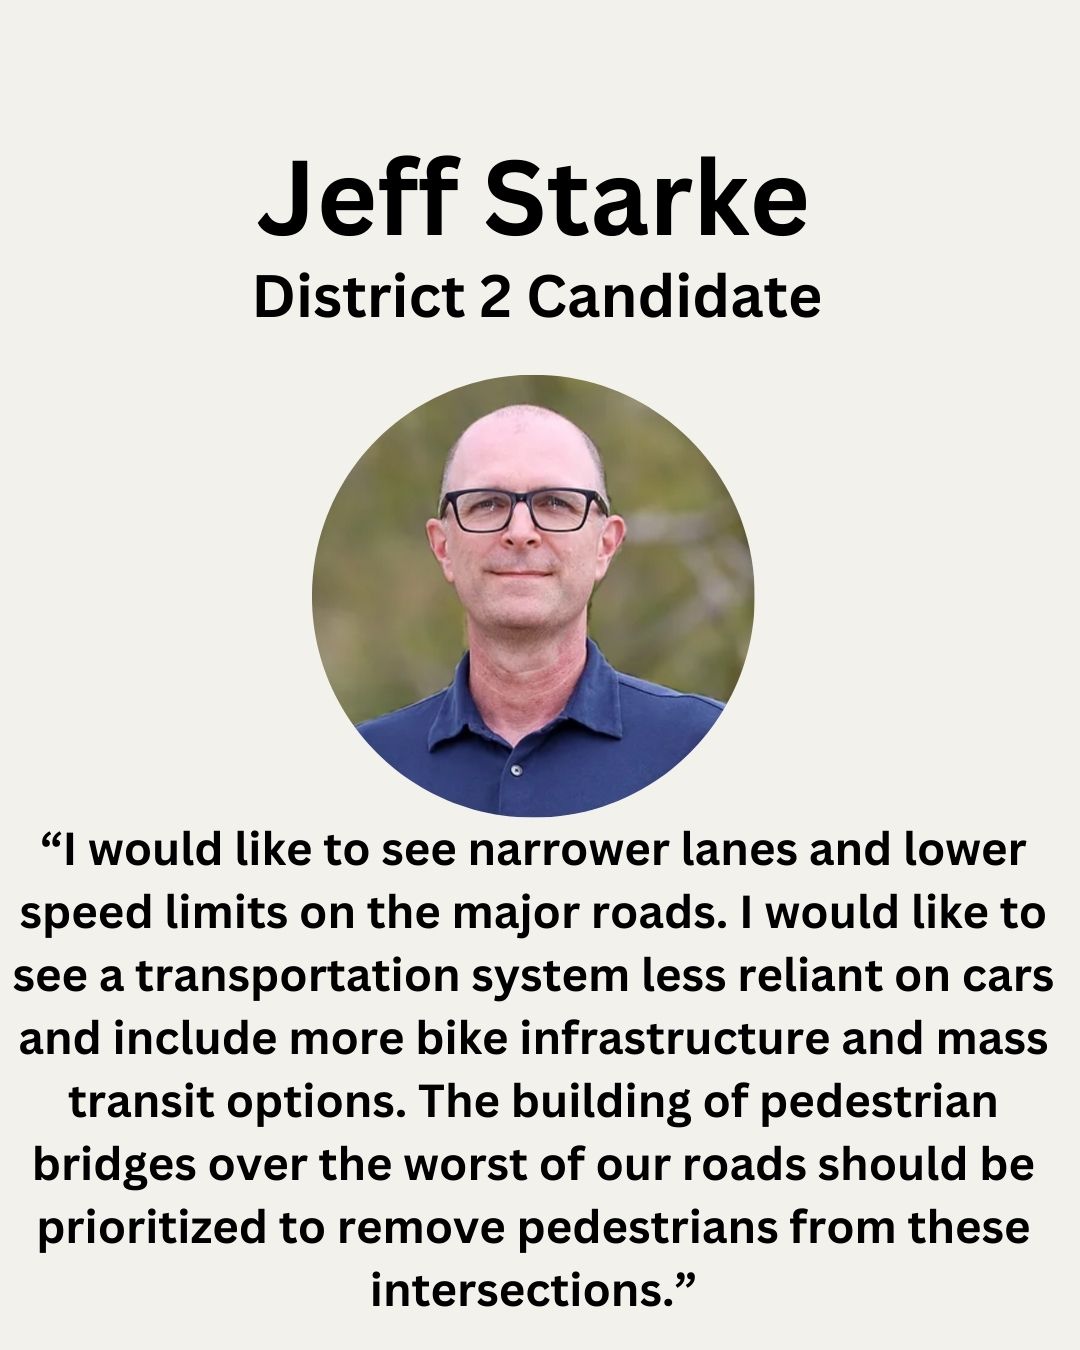 Jeff Starke
District 2 Candidate
“I would like to see narrower lanes and lower
speed limits on the major roads. I would like to
see a transportation system less reliant on cars
and include more bike infrastructure and mass
transit options. The building of pedestrian
bridges over the worst of our roads should be
prioritized to remove pedestrians from these
intersections.”